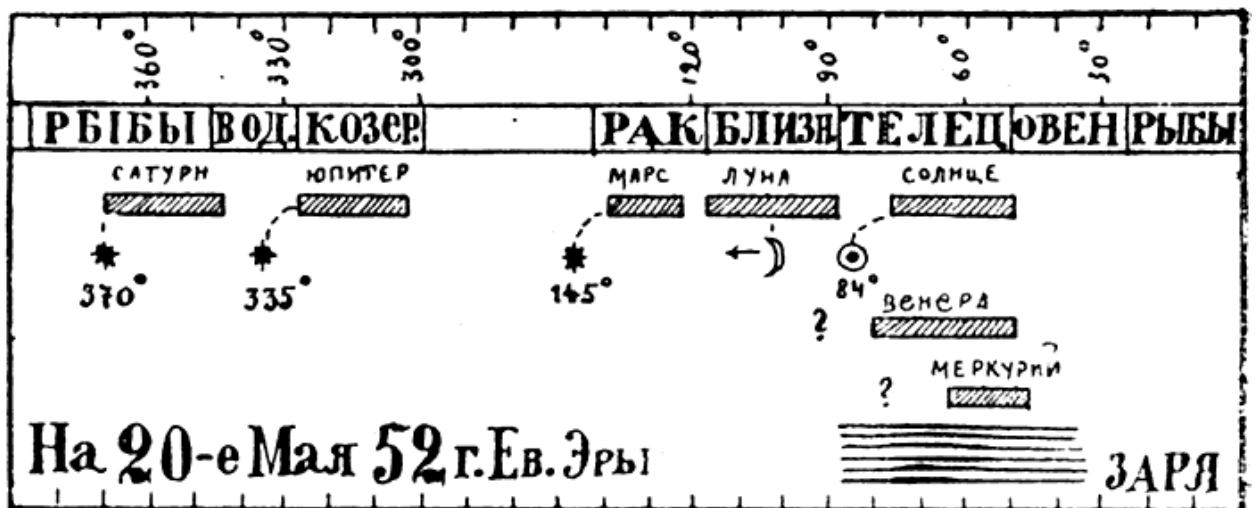 360° 330° 300° 120° 90° 60° 30°
РЫБЫ ВОД. КОЗЕР. РАК БЛИЗН. ТЕЛЕЦ ОВЕН РЫБЫ
САТУРН ЮПИТЕР МАРС ЛУНА СОЛНЦЕ
370° 335° 145° 84°
? ВЕНЕРА
? МЕРКУРИЙ
На 20-е Мая 52 г. Ев. Эры ЗАРЯ